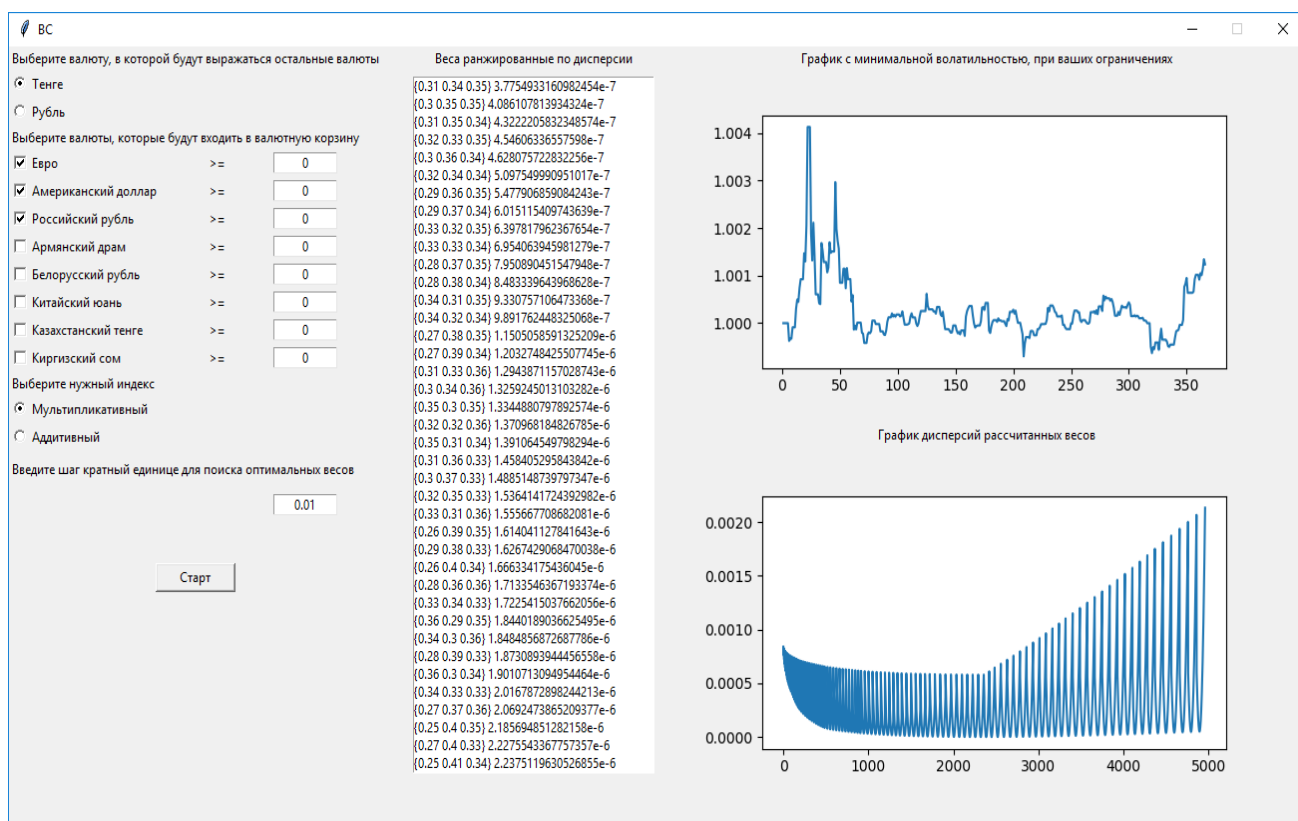 BC
Выберите валюту, в которой будут выражаться остальные валюты
Тенге
Рубль
Выберите валюты, которые будут входить в валютную корзину
Евро >= 0
Американский доллар >= 0
Российский рубль >= 0
Армянский драм >= 0
Белорусский рубль >= 0
Китайский юань >= 0
Казахстанский тенге >= 0
Киргизский сом >= 0
Выберите нужный индекс
Мультипликативный
Аддитивный
Введите шаг кратный единице для поиска оптимальных весов
0.01
Старт
Веса ранжированные по дисперсии
{0.31 0.34 0.35} 3.7754933160982454e-7
{0.3 0.35 0.35} 4.086107813934324e-7
{0.31 0.35 0.34} 4.3222205832348574e-7
{0.32 0.33 0.35} 4.54606336557598e-7
{0.3 0.36 0.34} 4.628075722832256e-7
{0.32 0.34 0.34} 5.097549990951017e-7
{0.29 0.36 0.35} 5.477906859084243e-7
{0.29 0.37 0.34} 6.015115409743639e-7
{0.33 0.32 0.35} 6.397817962367654e-7
{0.33 0.33 0.34} 6.954063945981279e-7
{0.28 0.37 0.35} 7.950890451547948e-7
{0.28 0.38 0.34} 8.483339643968628e-7
{0.34 0.31 0.35} 9.330757106473368e-7
{0.34 0.32 0.34} 9.891762448325068e-7
{0.27 0.38 0.35} 1.1505058591325209e-6
{0.27 0.39 0.34} 1.2032748425507745e-6
{0.31 0.33 0.36} 1.2943871157028743e-6
{0.3 0.34 0.36} 1.3259245013103282e-6
{0.35 0.3 0.35} 1.3344880797892574e-6
{0.32 0.32 0.36} 1.370968184826785e-6
{0.35 0.31 0.34} 1.391064549798294e-6
{0.31 0.36 0.33} 1.458405295843842e-6
{0.3 0.37 0.33} 1.4885148739797347e-6
{0.32 0.35 0.33} 1.5364141724392982e-6
{0.33 0.31 0.36} 1.555667708682081e-6
{0.26 0.39 0.35} 1.614041127841643e-6
{0.29 0.38 0.33} 1.6267429068470038e-6
{0.26 0.4 0.34} 1.666334175436045e-6
{0.28 0.36 0.36} 1.7133546367193374e-6
{0.33 0.34 0.33} 1.7225415037662056e-6
{0.36 0.29 0.35} 1.8440189036625495e-6
{0.34 0.3 0.36} 1.8484856872687786e-6
{0.28 0.39 0.33} 1.8730893944456558e-6
{0.36 0.3 0.34} 1.9010713094954464e-6
{0.34 0.33 0.33} 2.0167872898244213e-6
{0.27 0.37 0.36} 2.0692473865209377e-6
{0.25 0.4 0.35} 2.185694851282158e-6
{0.27 0.4 0.33} 2.2275543367757357e-6
{0.25 0.41 0.34} 2.2375119630526855e-6
График с минимальной волатильностью, при ваших ограничениях
1.004
1.003
1.002
1.001
1.000
0 50 100 150 200 250 300 350
График дисперсий рассчитанных весов
0.0020
0.0015
0.0010
0.0005
0.0000
0 1000 2000 3000 4000 5000